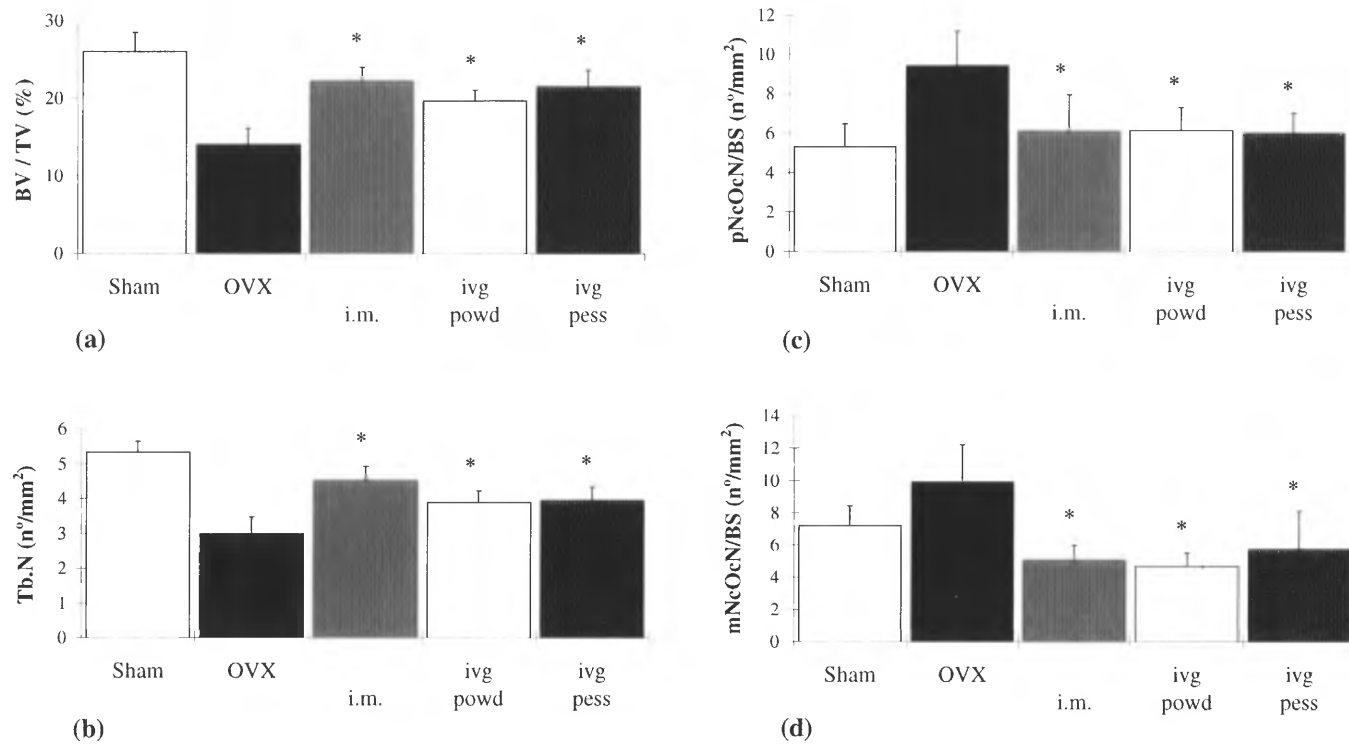 BV / TV (%)
30
20
10
0
* * *
Sham OVX i.m. ivg powd ivg pess
(a)
Tb.N (nº/mm²)
6
5
4
3
2
1
0
* * *
Sham OVX i.m. ivg powd ivg pess
(b)
pNcOcN/BS (nº/mm²)
12
10
8
6
4
2
0
* * *
Sham OVX i.m. ivg powd ivg pess
(c)
mNcOcN/BS (nº/mm²)
14
12
10
8
6
4
2
0
* * *
Sham OVX i.m. ivg powd ivg pess
(d)